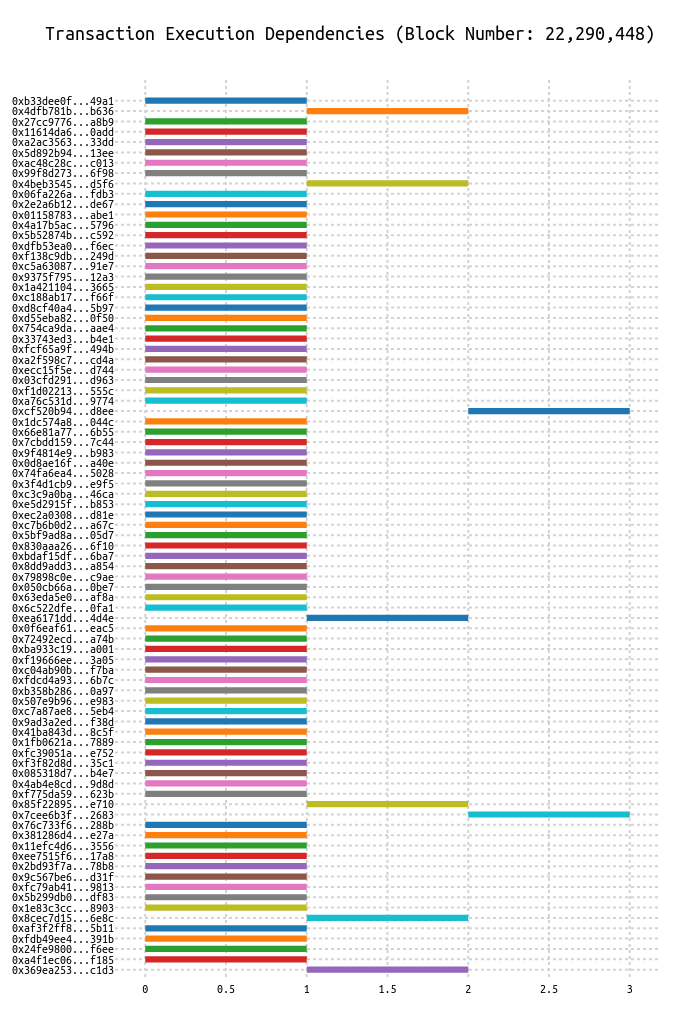 Transaction Execution Dependencies (Block Number: 22,290,448)
0xb33dee0f...49a1
0x4dfb781b...b636
0x27cc9776...a8b9
0x11614da6...0add
0xa2ac3563...33dd
0x5d892b94...13ee
0xac48c28c...c013
0x99f8d273...6f98
0x4beb3545...d5f6
0x06fa226a...fdb3
0x2e2a6b12...de67
0x01158783...abe1
0x4a17b5ac...5796
0x5b52874b...c592
0xdfb53ea0...f6ec
0xf138c9db...249d
0xc5a63087...91e7
0x9375f795...12a3
0x1a421104...3665
0xc188ab17...f66f
0xd8cf40a4...5b97
0xd55eba82...0f50
0x754ca9da...aae4
0x33743ed3...b4e1
0xfcf65a9f...494b
0xa2f598c7...cd4a
0xecc15f5e...d744
0x03cfd291...d963
0xf1d02213...555c
0xa76c531d...9774
0xcf520b94...d8ee
0x1dc574a8...044c
0x66e81a77...6b55
0x7cbdd159...7c44
0x9f4814e9...b983
0x0d8ae16f...a40e
0x74fa6ea4...5028
0x3f4d1cb9...e9f5
0xc3c9a0ba...46ca
0xe5d2915f...b853
0xec2a0308...d81e
0xc7b6b0d2...a67c
0x5bf9ad8a...05d7
0x830aaa26...6f10
0xbdaf15df...6ba7
0x8dd9add3...a854
0x79898c0e...c9ae
0x050cb66a...0be7
0x63eda5e0...af8a
0x6c522dfe...0fa1
0xea6171dd...4d4e
0x0f6eaf61...eac5
0x72492ecd...a74b
0xba933c19...a001
0xf19666ee...3a05
0xc04ab90b...f7ba
0xfdcd4a93...6b7c
0xb358b286...0a97
0x507e9b96...e983
0xc7a87ae8...5eb4
0x9ad3a2ed...f38d
0x41ba843d...8c5f
0x1fb0621a...7889
0xfc39051a...e752
0xf3f82d8d...35c1
0x085318d7...b4e7
0x4ab4e8cd...9d8d
0xf775da59...623b
0x85f22895...e710
0x7cee6b3f...2683
0x76c733f6...288b
0x381286d4...e27a
0x11efc4d6...3556
0xee7515f6...17a8
0x2bd93f7a...78b8
0x9c567be6...d31f
0xfc79ab41...9813
0x5b299db0...df83
0x1e83c3cc...8903
0x8cec7d15...6e8c
0xaf3f2ff8...5b11
0xfdb49ee4...391b
0x24fe9800...f6ee
0xa4f1ec06...f185
0x369ea253...c1d3
0 0.5 1 1.5 2 2.5 3